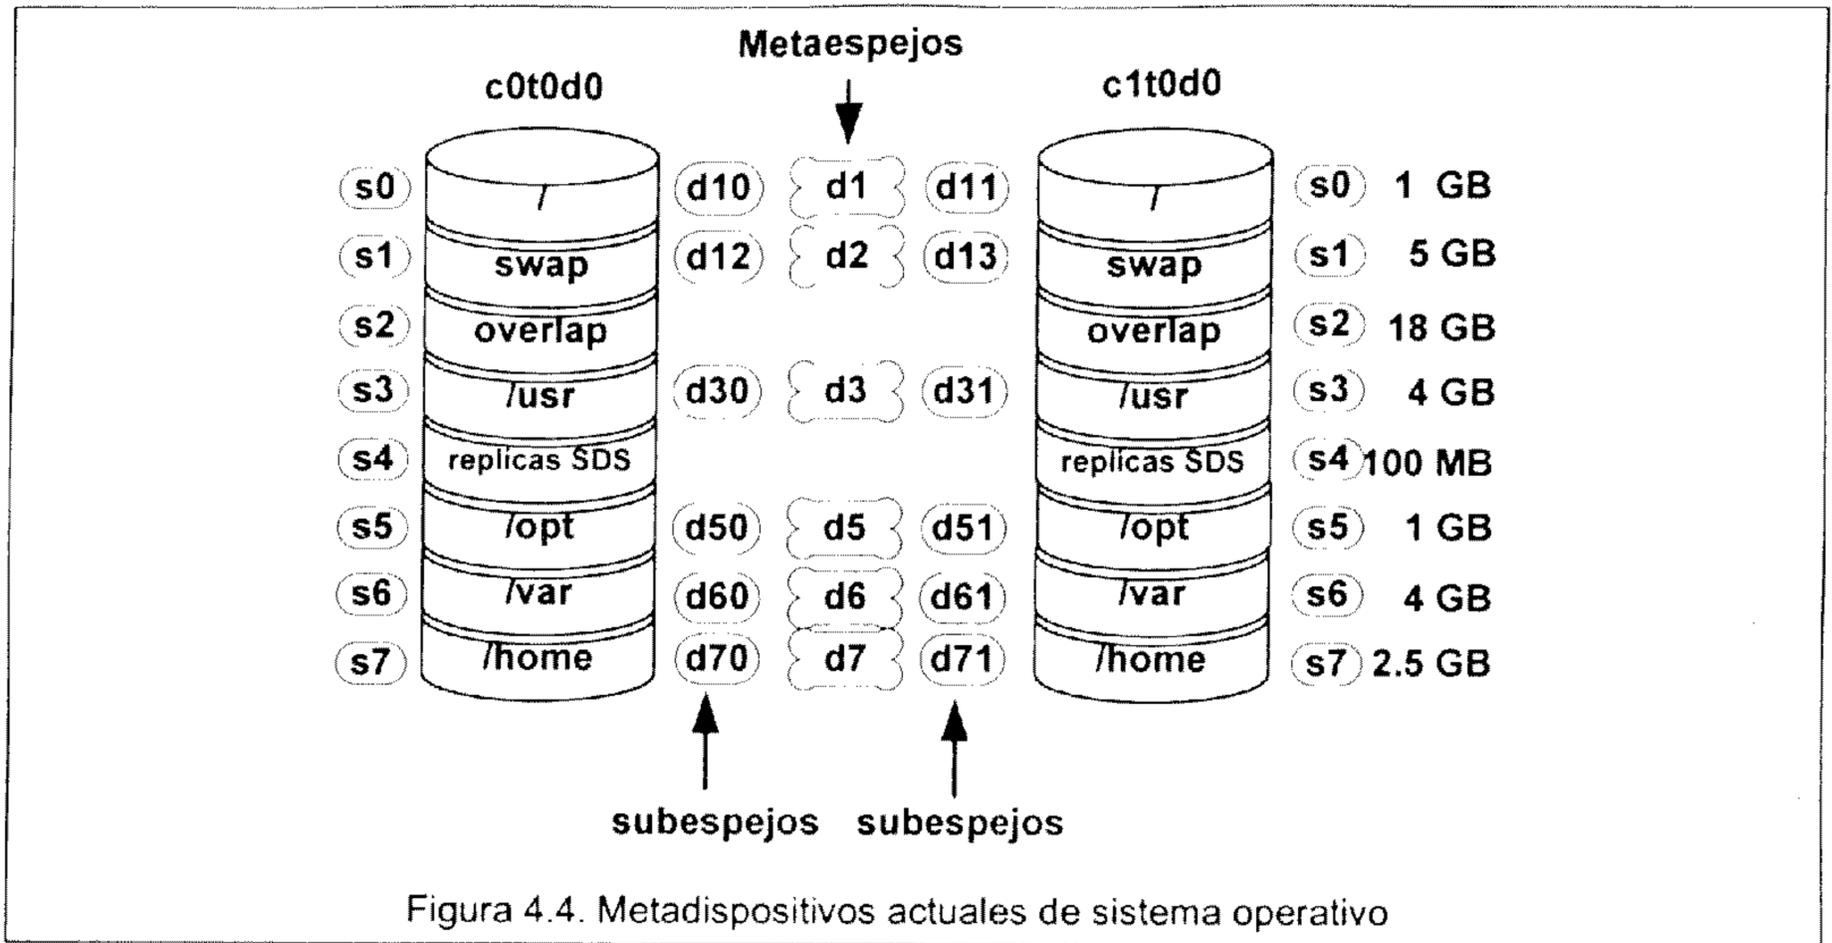 Metaespejos
c0t0d0 c1t0d0
s0 / d10 d1 d11 / s0 1 GB
s1 swap d12 d2 d13 swap s1 5 GB
s2 overlap overlap s2 18 GB
s3 /usr d30 d3 d31 /usr s3 4 GB
s4 replicas SDS replicas SDS s4 100 MB
s5 /opt d50 d5 d51 /opt s5 1 GB
s6 /var d60 d6 d61 /var s6 4 GB
s7 /home d70 d7 d71 /home s7 2.5 GB
subespejos subespejos
Figura 4.4. Metadispositivos actuales de sistema operativo